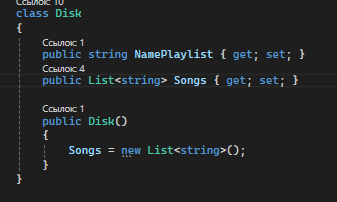 Ссылок: 10
class Disk
{
Ссылок: 1
public string NamePlaylist { get; set; }
Ссылок: 4
public List<string> Songs { get; set; }
Ссылок: 1
public Disk()
{
Songs = new List<string>();
}
}